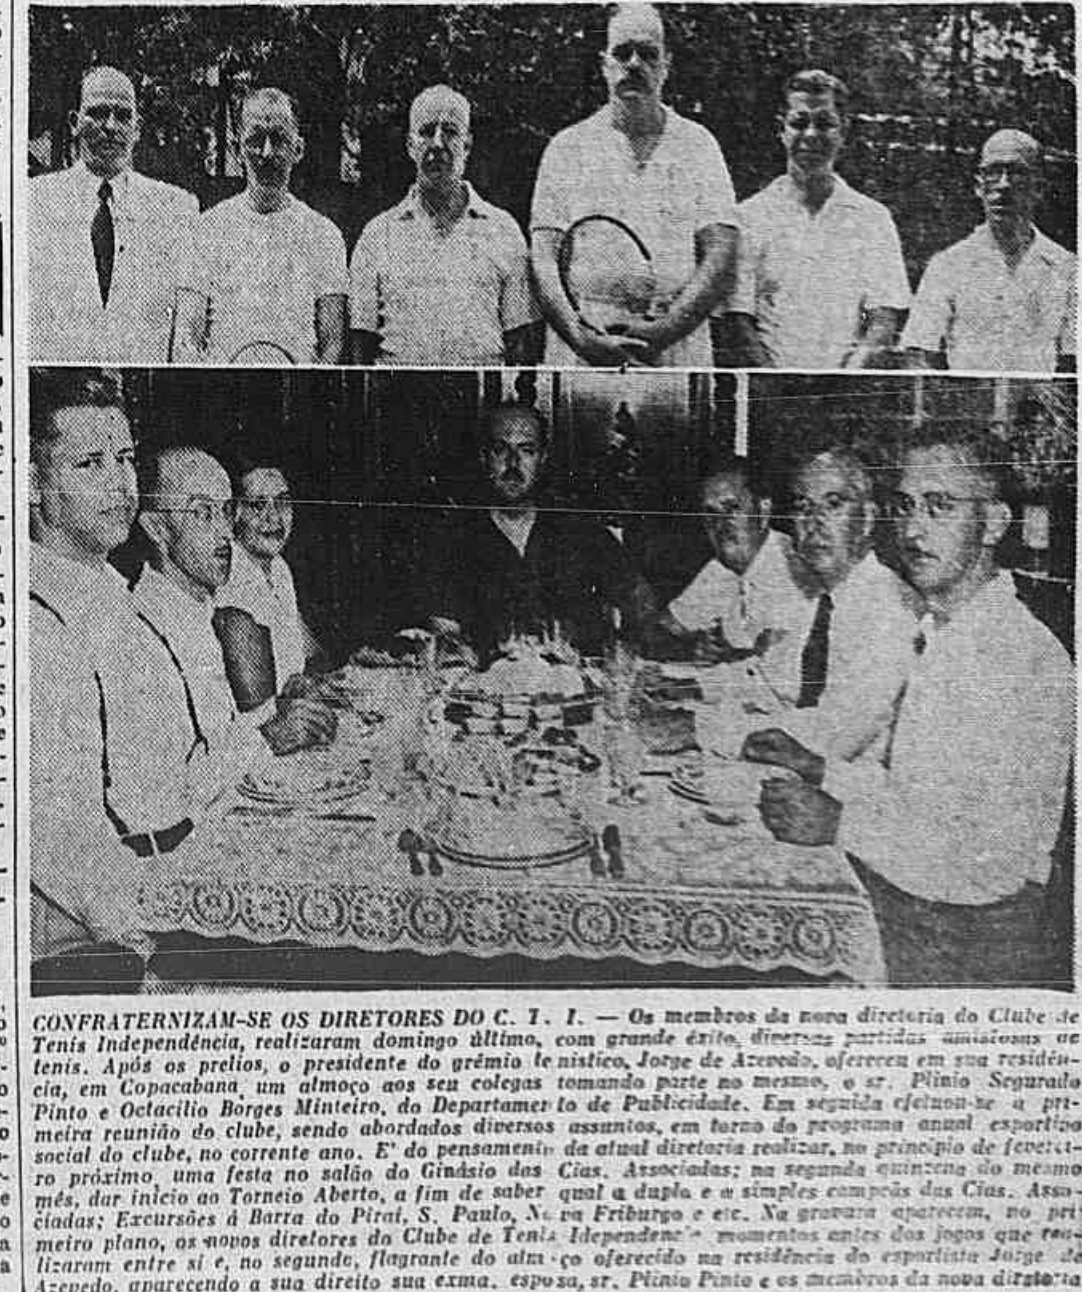 CONFRATERNIZAM-SE OS DIRETORES DO C. T. I. — Os membros da nova diretoria do Clube de
Tenis Independência, realizaram domingo último, com grande êxito, diversas partidas amistosas de
tenis. Após os prelios, o presidente do grêmio tenistico, Jorge de Azevedo, ofereceu em sua residên-
cia, em Copacabana, um almoço aos seu colegas tomando parte no mesmo, o sr. Plinio Segurado
Pinto e Octacilio Borges Minteiro, do Departamento de Publicidade. Em seguida efetuou-se a pri-
meira reunião do clube, sendo abordados diversos assuntos, em torno do programa anual esportivo
social do clube, no corrente ano. E' do pensamento da atual diretoria realizar, no principio de feverei-
ro próximo, uma festa no salão do Ginásio das Cias. Associadas; na segunda quinzena do mesmo
mês, dar inicio ao Torneio Aberto, a fim de saber qual a dupla e a simples campeãs das Cias. Asso-
ciadas; Excursões á Barra do Piraí, S. Paulo, Nova Friburgo e etc. Na gravura aparecem, no pri
meiro plano, os novos diretores do Clube de Tenis Idependenc momentos antes dos jogos que rea-
lizaram entre si e, no segundo, flagrante do almoço oferecido na residência do esportista Jorge de
Azevedo, aparecendo a sua direito sua exma. esposa, sr. Plinio Pinto e os membros da nova diretoria